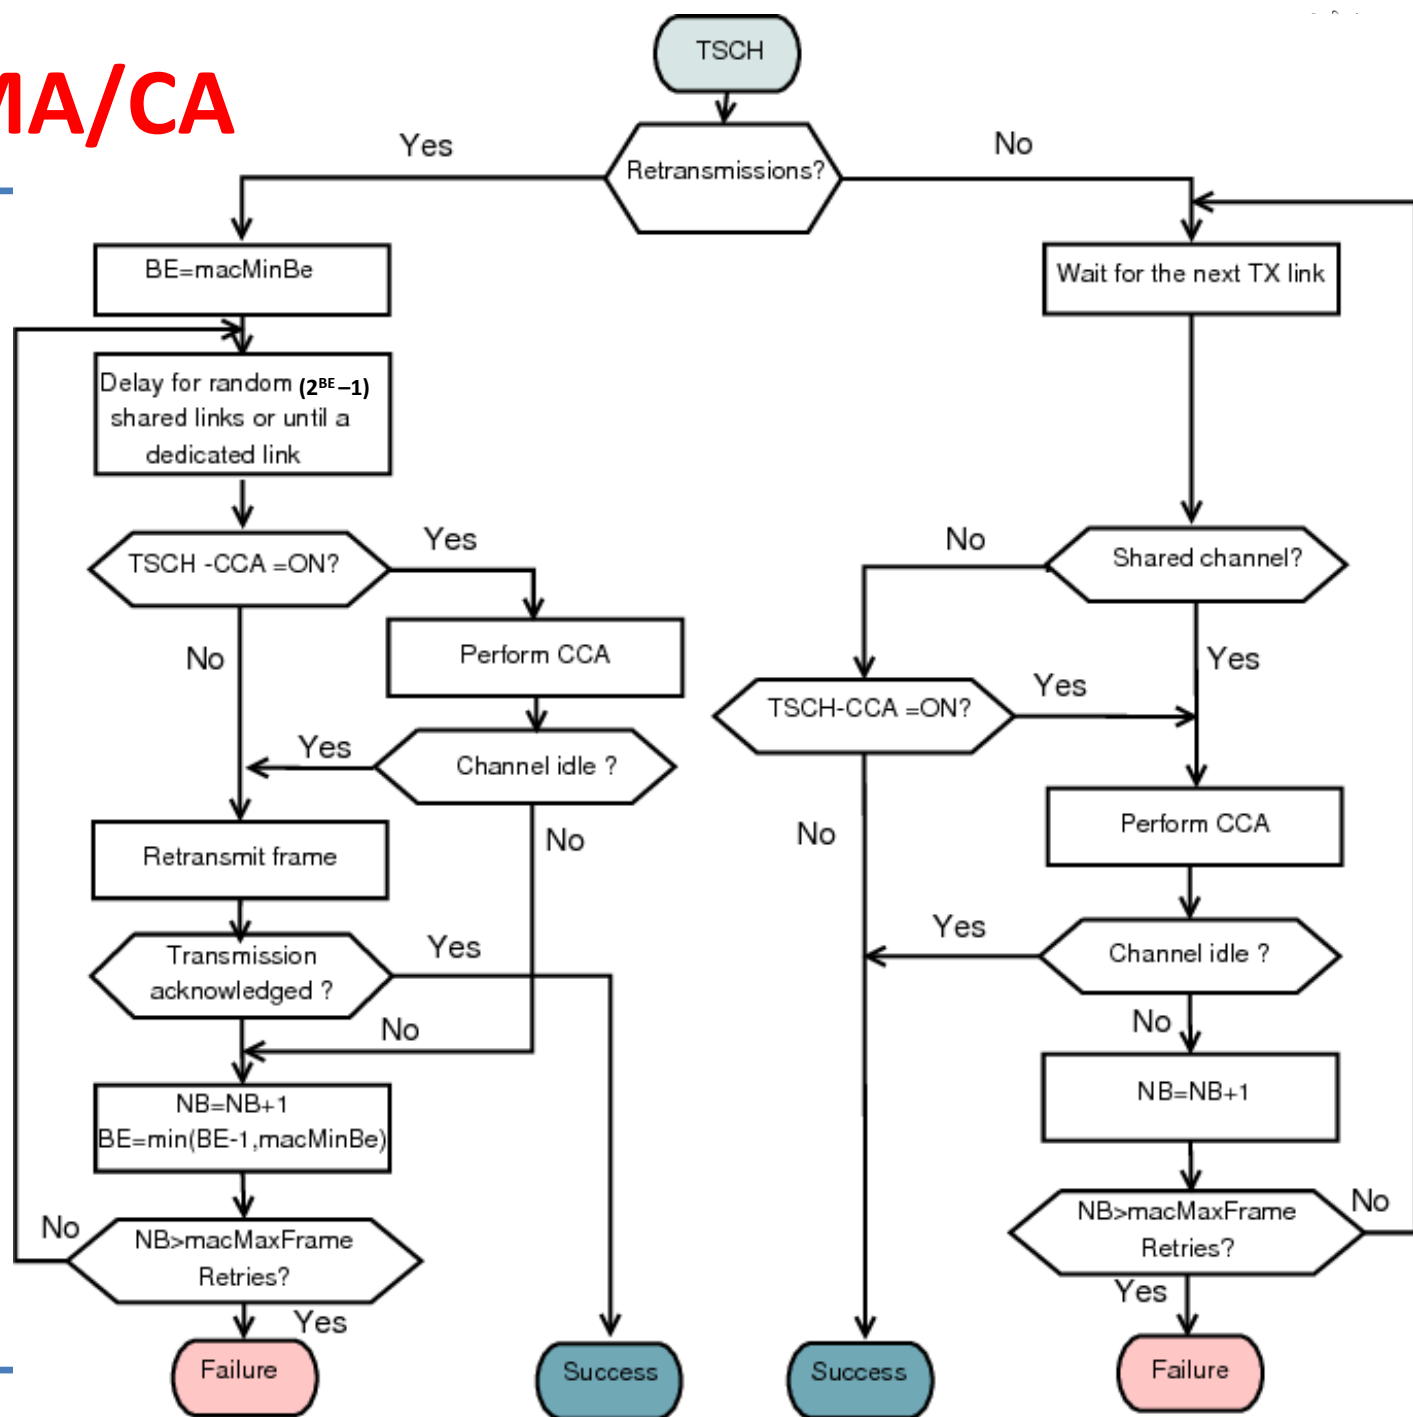 TSCH
MA/CA
Yes
No
Retransmissions?
BE=macMinBe
Wait for the next TX link
Delay for random (2^BE–1)
shared links or until a
dedicated link
TSCH -CCA =ON?
Yes
No
Shared channel?
No
Perform CCA
Yes
TSCH-CCA =ON?
Yes
Yes
Channel idle ?
No
No
Perform CCA
Retransmit frame
Transmission
acknowledged ?
Yes
Yes
Channel idle ?
No
No
NB=NB+1
BE=min(BE-1,macMinBe)
NB=NB+1
No
NB>macMaxFrame
Retries?
NB>macMaxFrame
Retries?
No
Yes
Yes
Failure
Success
Success
Failure